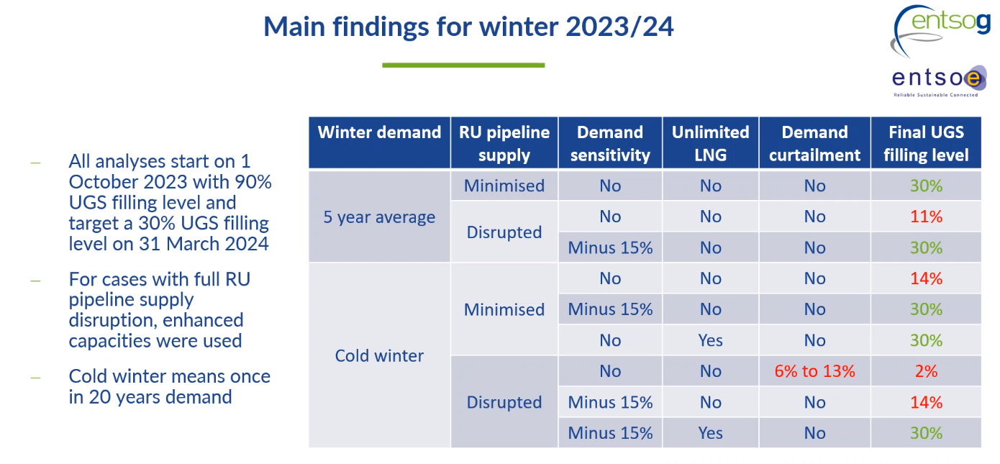 Main findings for winter 2023/24
entsog
entsoe
Reliable Sustainable Connected
– All analyses start on 1
October 2023 with 90%
UGS filling level and
target a 30% UGS filling
level on 31 March 2024
– For cases with full RU
pipeline supply
disruption, enhanced
capacities were used
– Cold winter means once
in 20 years demand
Winter demand
RU pipeline
supply
Demand
sensitivity
Unlimited
LNG
Demand
curtailment
Final UGS
filling level
5 year average
Minimised
No
No
No
30%
Disrupted
No
No
No
11%
Minus 15%
No
No
30%
Cold winter
Minimised
No
No
No
14%
Minus 15%
No
No
30%
No
Yes
No
30%
Disrupted
No
No
6% to 13%
2%
Minus 15%
No
No
14%
Minus 15%
Yes
No
30%